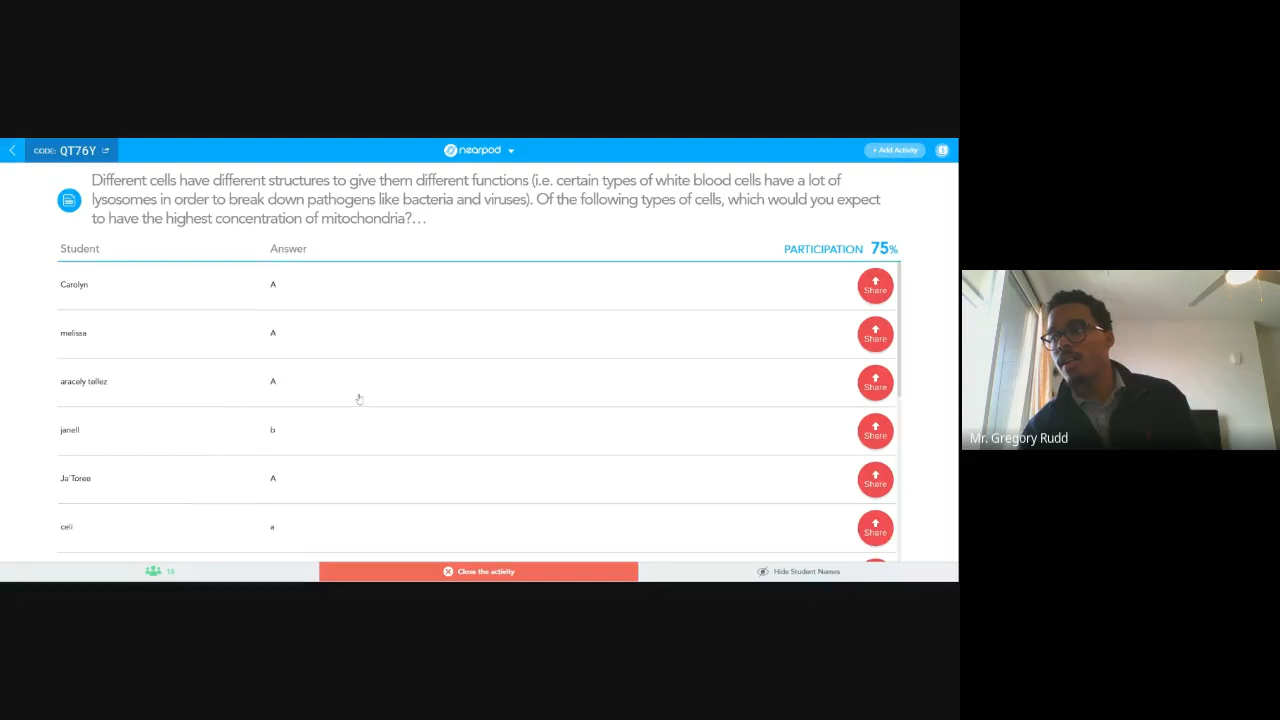 CODE: QT76Y
nearpod
+ Add Activity
3
Different cells have different structures to give them different functions (i.e. certain types of white blood cells have a lot of
lysosomes in order to break down pathogens like bacteria and viruses). Of the following types of cells, which would you expect
to have the highest concentration of mitochondria?...
Student Answer PARTICIPATION 75%
Carolyn A Share
melissa A Share
aracely tellez A Share
janell b Share
Ja'Toree A Share
celi a Share
16 Close the activity Hide Student Names
Mr. Gregory Rudd